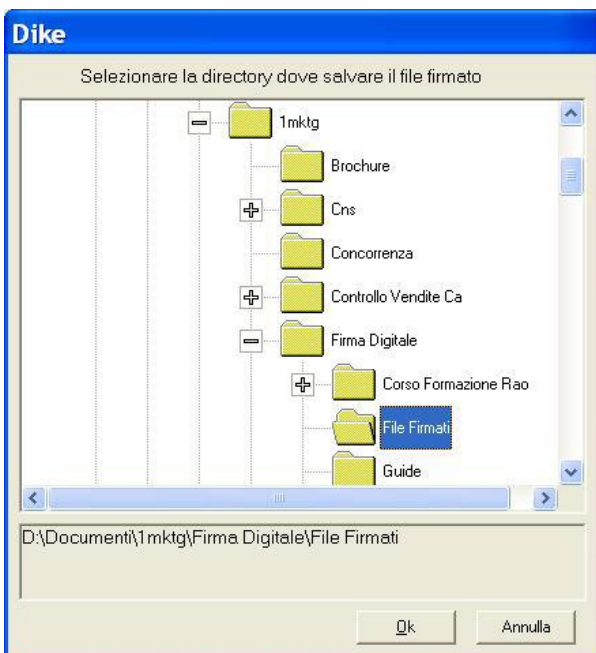 Dike
Selezionare la directory dove salvare il file firmato
1mktg
Brochure
Cns
Concorrenza
Controllo Vendite Ca
Firma Digitale
Corso Formazione Rao
File Firmati
Guide
D:\Documenti\1mktg\Firma Digitale\File Firmati
Ok Annulla